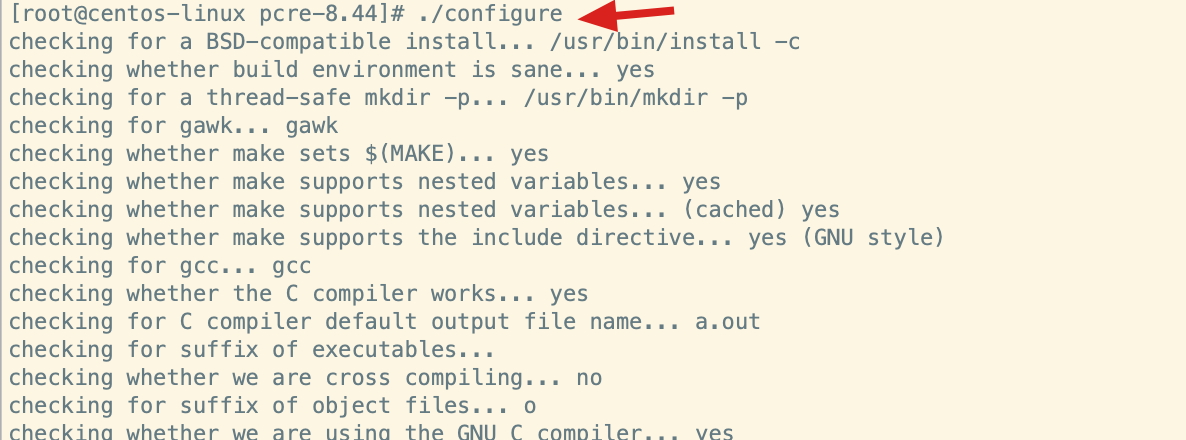 [root@centos-linux pcre-8.44]# ./configure
checking for a BSD-compatible install... /usr/bin/install -c
checking whether build environment is sane... yes
checking for a thread-safe mkdir -p... /usr/bin/mkdir -p
checking for gawk... gawk
checking whether make sets $(MAKE)... yes
checking whether make supports nested variables... yes
checking whether make supports nested variables... (cached) yes
checking whether make supports the include directive... yes (GNU style)
checking for gcc... gcc
checking whether the C compiler works... yes
checking for C compiler default output file name... a.out
checking for suffix of executables...
checking whether we are cross compiling... no
checking for suffix of object files... o
checking whether we are using the GNU C compiler... yes